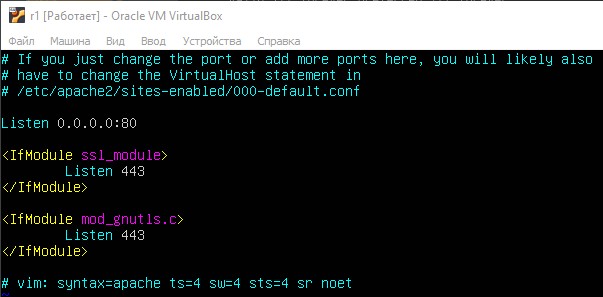 r1 [Работает] - Oracle VM VirtualBox
Файл Машина Вид Ввод Устройства Справка
# If you just change the port or add more ports here, you will likely also
# have to change the VirtualHost statement in
# /etc/apache2/sites-enabled/000-default.conf
Listen 0.0.0.0:80
<IfModule ssl_module>
Listen 443
</IfModule>
<IfModule mod_gnutls.c>
Listen 443
</IfModule>
# vim: syntax=apache ts=4 sw=4 sts=4 sr noet